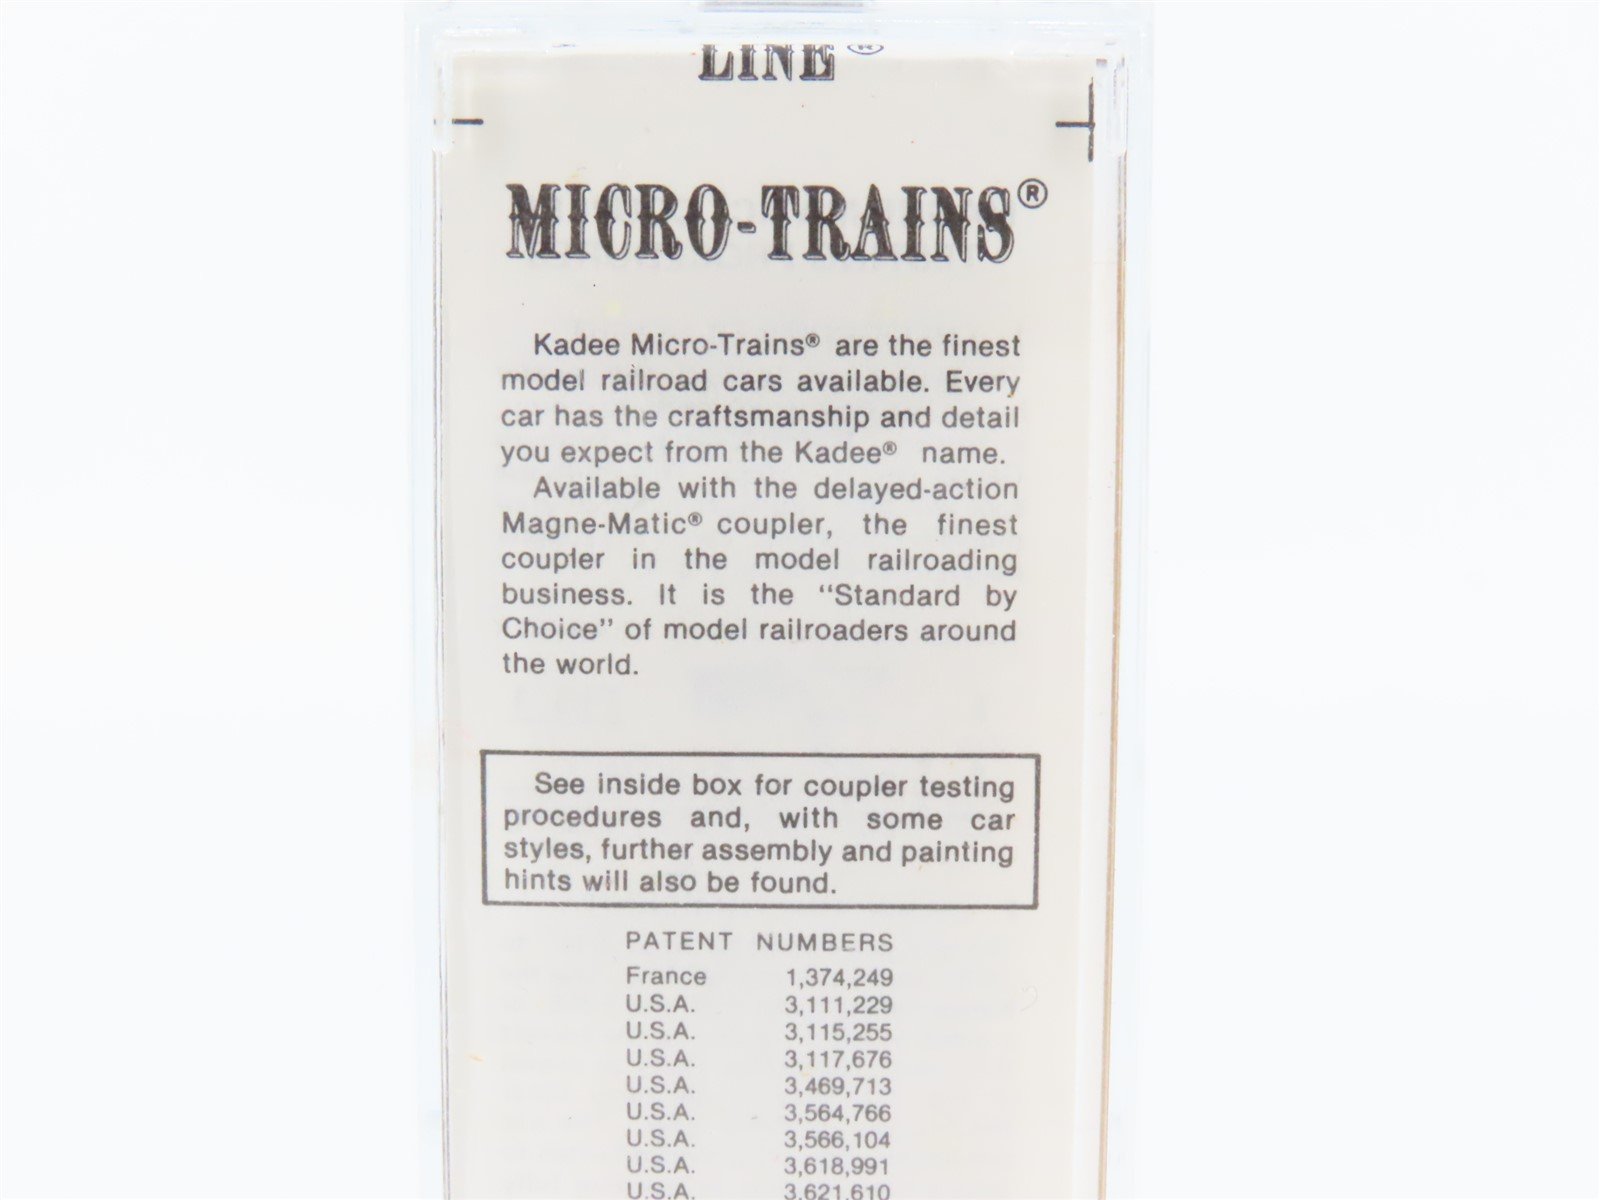 LINE®
MICRO-TRAINS®
Kadee Micro-Trains® are the finest
model railroad cars available. Every
car has the craftsmanship and detail
you expect from the Kadee® name.
Available with the delayed-action
Magne-Matic® coupler, the finest
coupler in the model railroading
business. It is the “Standard by
Choice” of model railroaders around
the world.
See inside box for coupler testing
procedures and, with some car
styles, further assembly and painting
hints will also be found.
PATENT NUMBERS
France 1,374,249
U.S.A. 3,111,229
U.S.A. 3,115,255
U.S.A. 3,117,676
U.S.A. 3,469,713
U.S.A. 3,564,766
U.S.A. 3,566,104
U.S.A. 3,618,991
U.S.A. 3,621,610